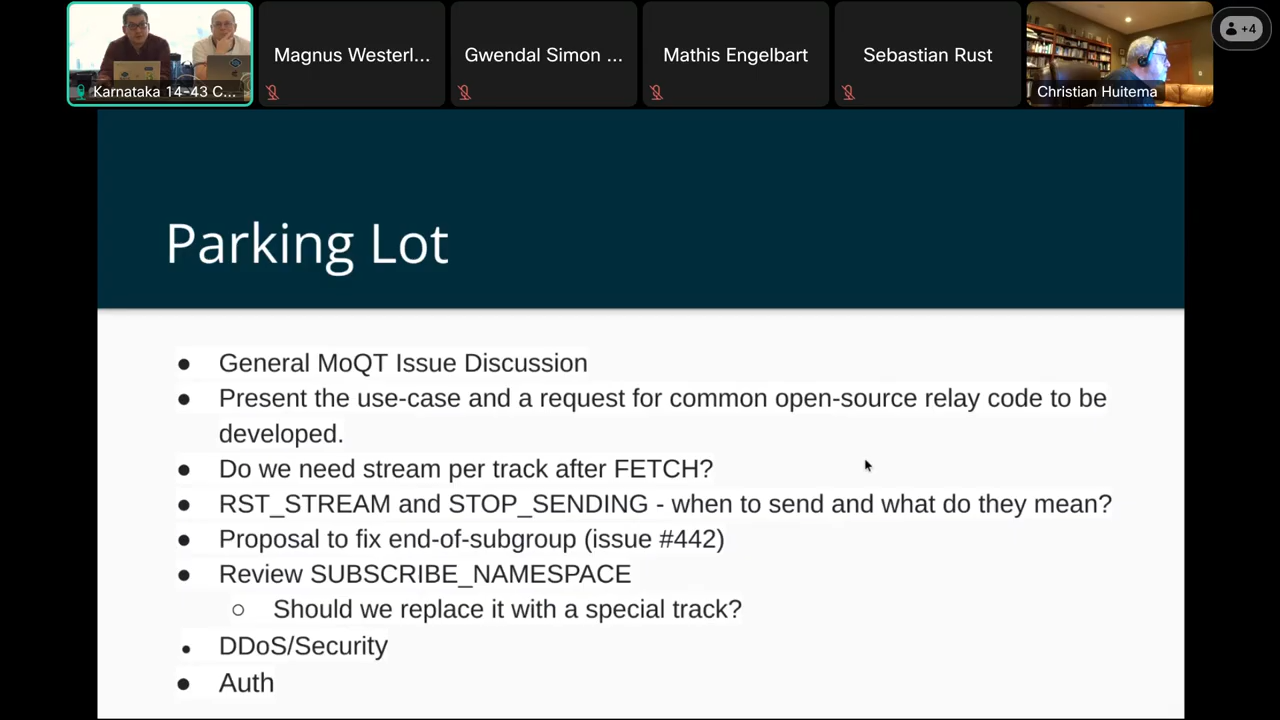 Karnataka 14-43 C...
Magnus Westerl...
Gwendal Simon ...
Mathis Engelbart
Sebastian Rust
Christian Huitema
+4
Parking Lot
● General MoQT Issue Discussion
● Present the use-case and a request for common open-source relay code to be
developed.
● Do we need stream per track after FETCH?
● RST_STREAM and STOP_SENDING - when to send and what do they mean?
● Proposal to fix end-of-subgroup (issue #442)
● Review SUBSCRIBE_NAMESPACE
○ Should we replace it with a special track?
● DDoS/Security
● Auth